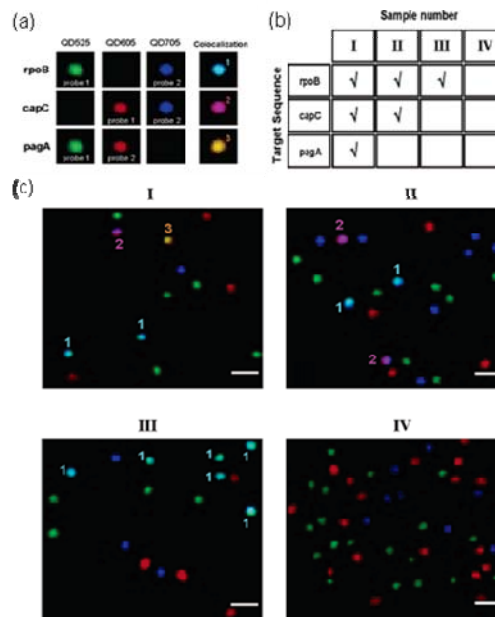 (a)
QD525 QD605 QD705 Colocalization
rpoB probe 1 probe 2 1
capC probe 1 probe 2 2
pagA probe 1 probe 2 3
(b)
Sample number
I II III IV
Target Sequence
rpoB √ √ √
capC √ √
pagA √
(c)
I
2 3
1 1
II
2
1
1
2
III
1 1 1 1
1
1
IV